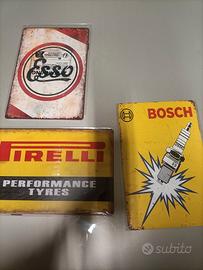 Esso
BOSCH
PIRELLI
PERFORMANCE
TYRES
subito